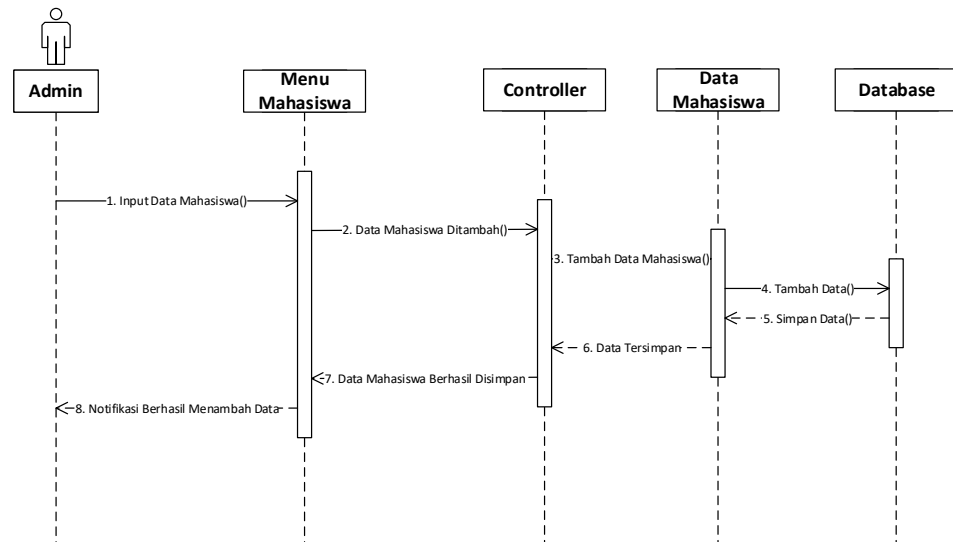 Admin
Menu
Mahasiswa
Controller
Data
Mahasiswa
Database
1. Input Data Mahasiswa()
2. Data Mahasiswa Ditambah()
3. Tambah Data Mahasiswa()
4. Tambah Data()
5. Simpan Data()
6. Data Tersimpan
7. Data Mahasiswa Berhasil Disimpan
8. Notifikasi Berhasil Menambah Data